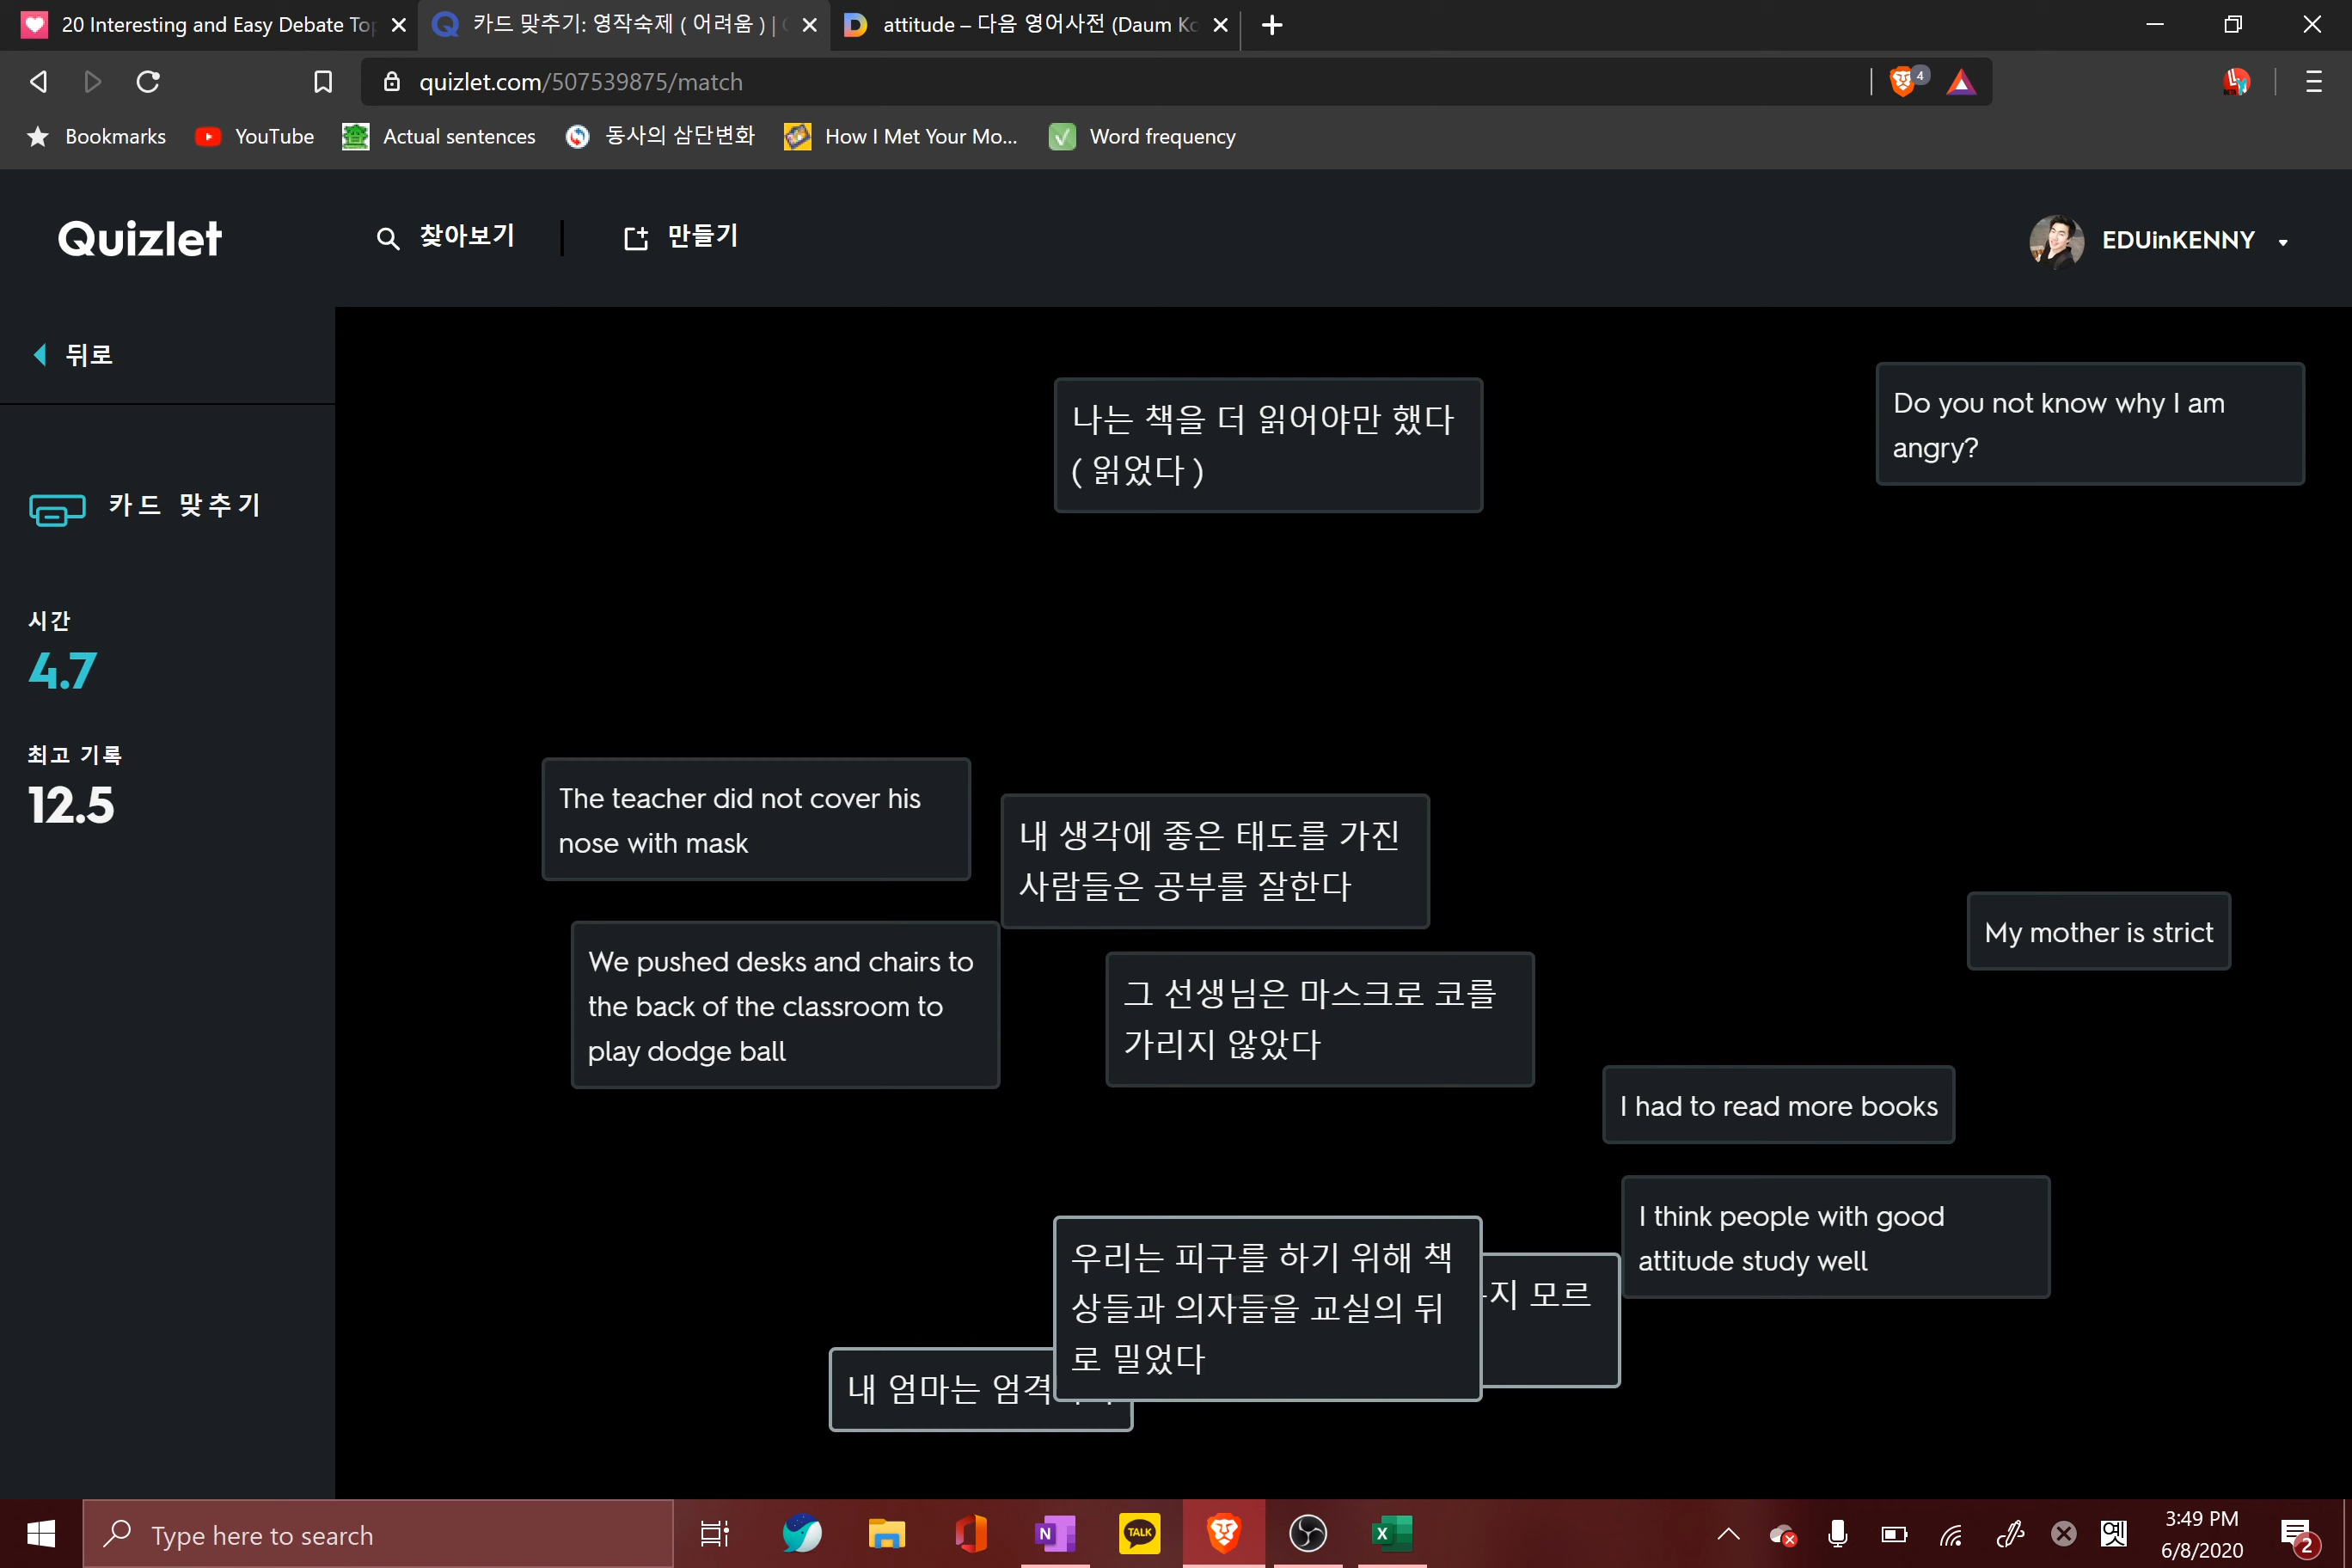 20 Interesting and Easy Debate To
카드 맞추기: 영작숙제 ( 어려움 ) |
attitude – 다음 영어사전 (Daum Ko
quizlet.com/507539875/match
4
Bookmarks
YouTube
Actual sentences
동사의 삼단변화
How I Met Your Mo...
Word frequency
Quizlet
찾아보기
만들기
EDUinKENNY
뒤로
카드 맞추기
시간
4.7
최고 기록
12.5
나는 책을 더 읽어야만 했다
( 읽었다 )
Do you not know why I am
angry?
The teacher did not cover his
nose with mask
내 생각에 좋은 태도를 가진
사람들은 공부를 잘한다
My mother is strict
We pushed desks and chairs to
the back of the classroom to
play dodge ball
그 선생님은 마스크로 코를
가리지 않았다
I had to read more books
I think people with good
attitude study well
우리는 피구를 하기 위해 책
상들과 의자들을 교실의 뒤
로 밀었다
지 모르
내 엄마는 엄격
Type here to search
N
TALK
X
3:49 PM
6/8/2020
2